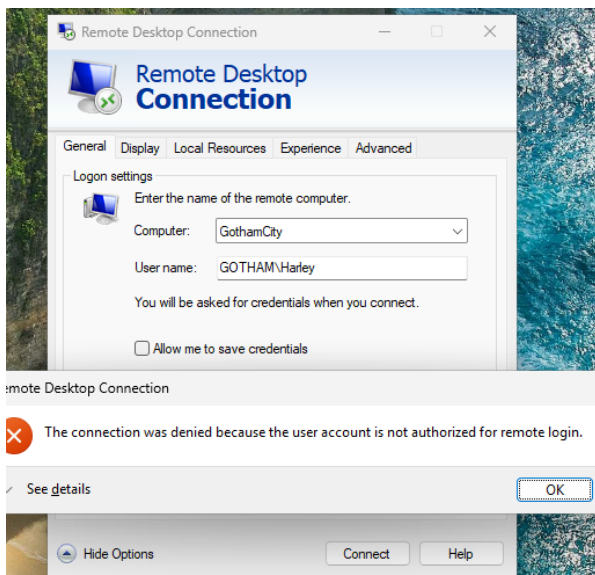 Remote Desktop Connection
Remote Desktop
Connection
General Display Local Resources Experience Advanced
Logon settings
Enter the name of the remote computer.
Computer: GothamCity
User name: GOTHAM\Harley
You will be asked for credentials when you connect.
Allow me to save credentials
emote Desktop Connection
The connection was denied because the user account is not authorized for remote login.
See details OK
Hide Options Connect Help